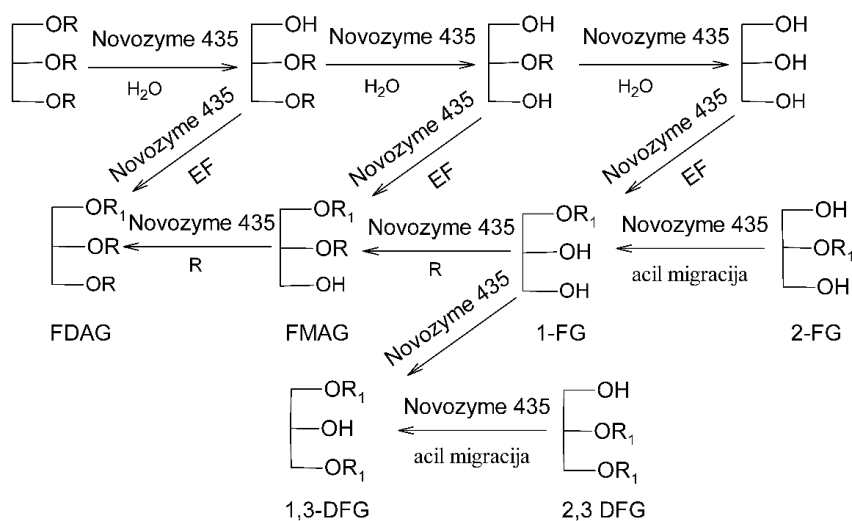 OR OH OH OH
Novozyme 435 Novozyme 435 Novozyme 435
OR OR OR OH
H2O H2O H2O
OR OR OH OH
Novozyme 435 Novozyme 435 Novozyme 435
EF EF EF
OR1 OR1 OR1 OH
Novozyme 435 Novozyme 435 Novozyme 435
OR OR OH OR1
R R acil migracija
OR OH OH OH
FDAG FMAG 1-FG 2-FG
Novozyme 435
OR1 OH
Novozyme 435
OH OR1
acil migracija
OR1 OR1
1,3-DFG 2,3 DFG